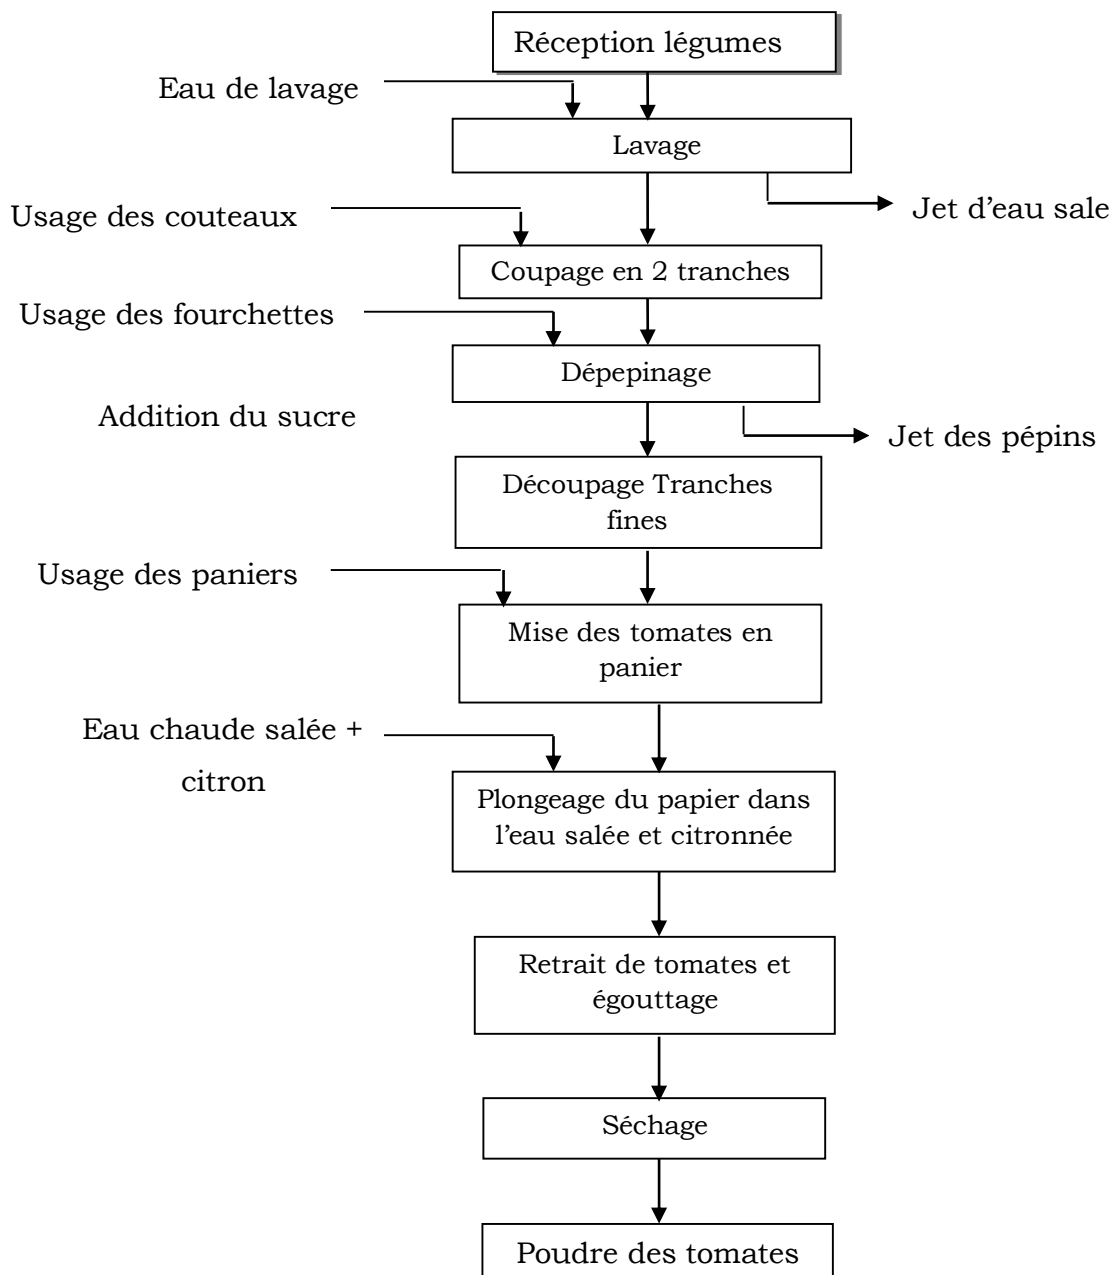 Réception légumes
Eau de lavage
Lavage
Jet d’eau sale
Usage des couteaux
Coupage en 2 tranches
Usage des fourchettes
Dépepinage
Addition du sucre
Jet des pépins
Découpage Tranches
fines
Usage des paniers
Mise des tomates en
panier
Eau chaude salée +
citron
Plongeage du papier dans
l’eau salée et citronnée
Retrait de tomates et
égouttage
Séchage
Poudre des tomates